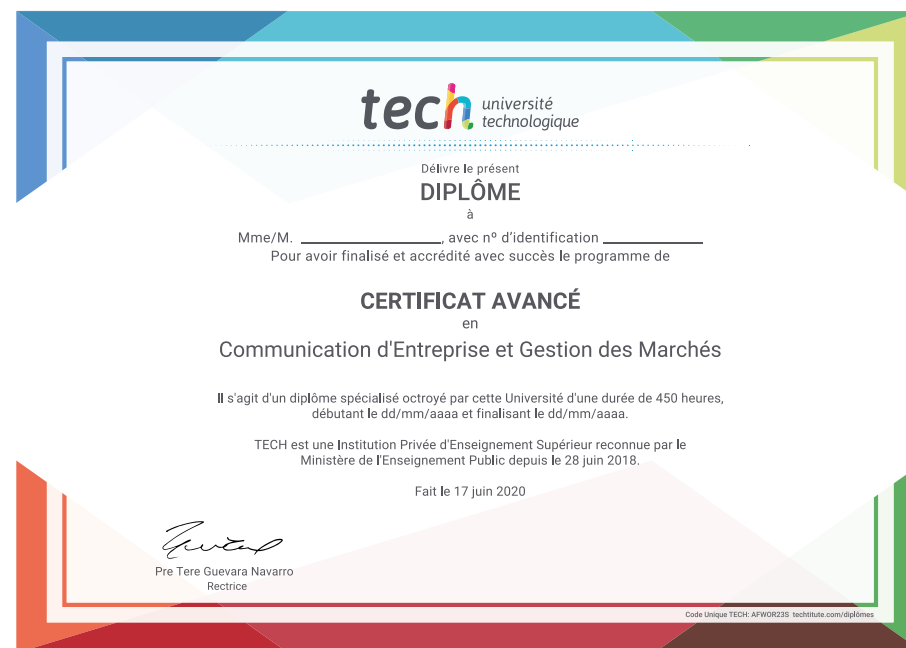 tech université
technologique
Délivre le présent
DIPLÔME
à
Mme/M. ____________, avec nº d'identification ____________
Pour avoir finalisé et accrédité avec succès le programme de
CERTIFICAT AVANCÉ
en
Communication d'Entreprise et Gestion des Marchés
Il s'agit d'un diplôme spécialisé octroyé par cette Université d'une durée de 450 heures,
débutant le dd/mm/aaaa et finalisant le dd/mm/aaaa.
TECH est une Institution Privée d'Enseignement Supérieur reconnue par le
Ministère de l'Enseignement Public depuis le 28 juin 2018.
Fait le 17 juin 2020
Pre Tere Guevara Navarro
Rectrice
Code Unique TECH: AFWOR23S techtitute.com/diplômes